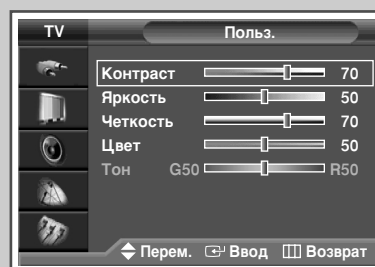 TV Польз.
Контраст 70
Яркость 50
Четкость 70
Цвет 50
Тон G50 R50
Перем. Ввод Возврат